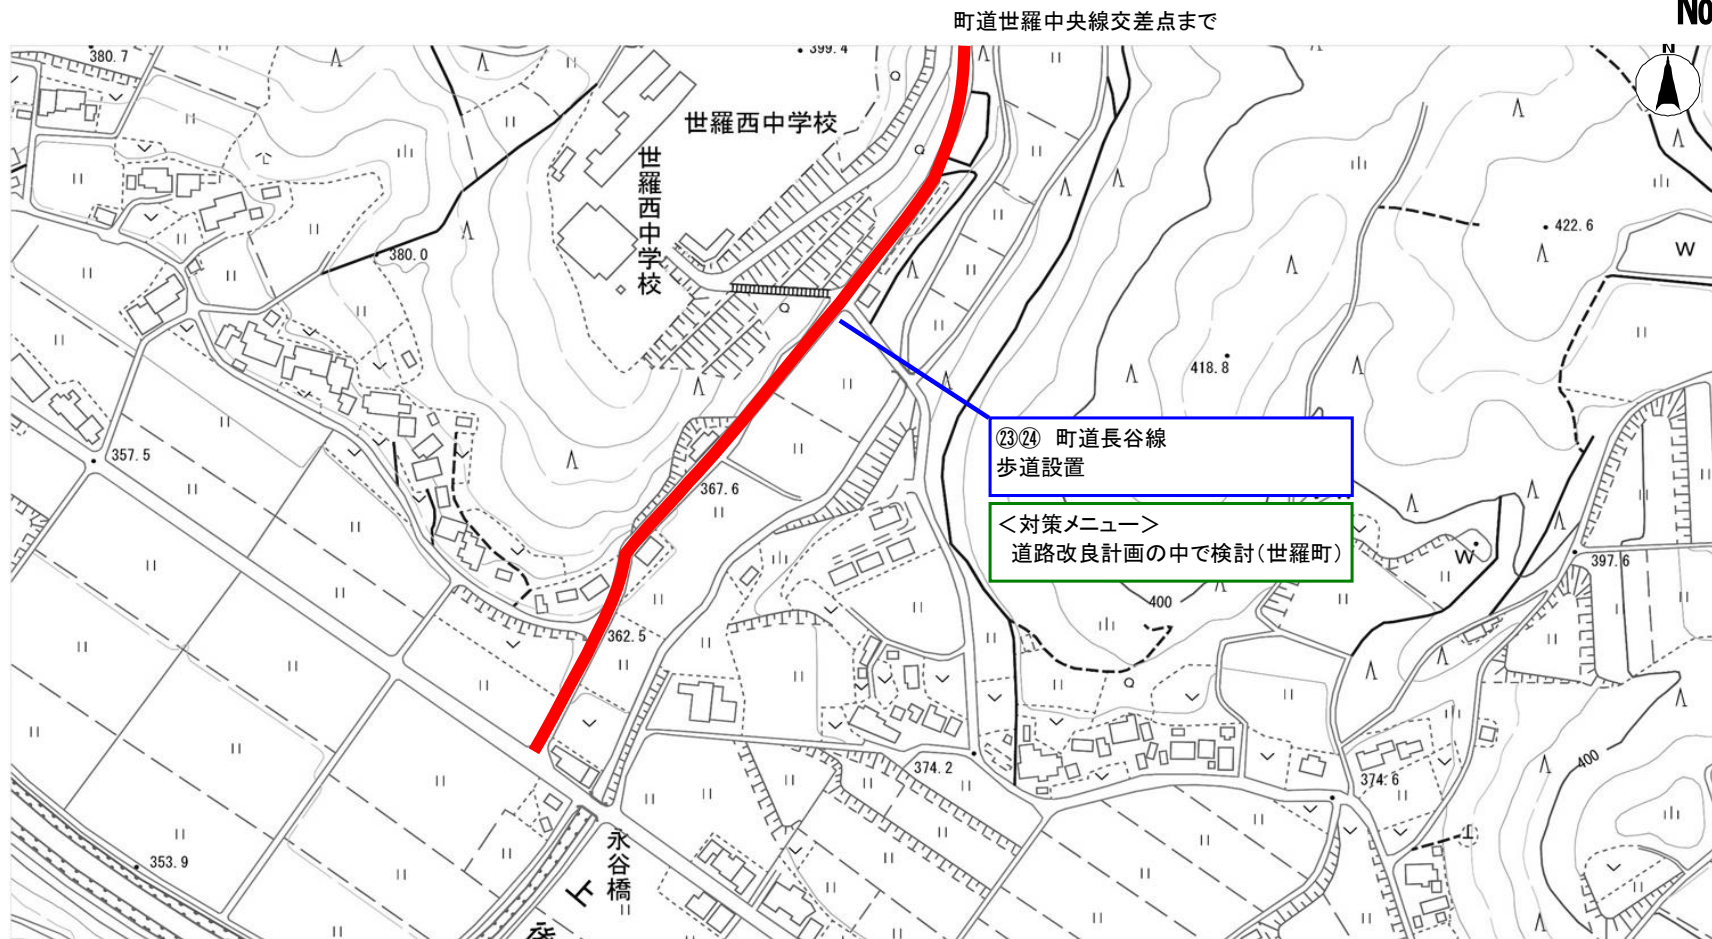 町道世羅中央線交差点まで
No
N
380.7
399.4
世羅西中学校
世羅西中学校
422.6
W
380.0
418.8
㉓㉔ 町道長谷線
歩道設置
357.5
367.6
＜対策メニュー＞
道路改良計画の中で検討（世羅町）
W
397.6
400
362.5
374.2
400
374.6
353.9
永谷橋
上